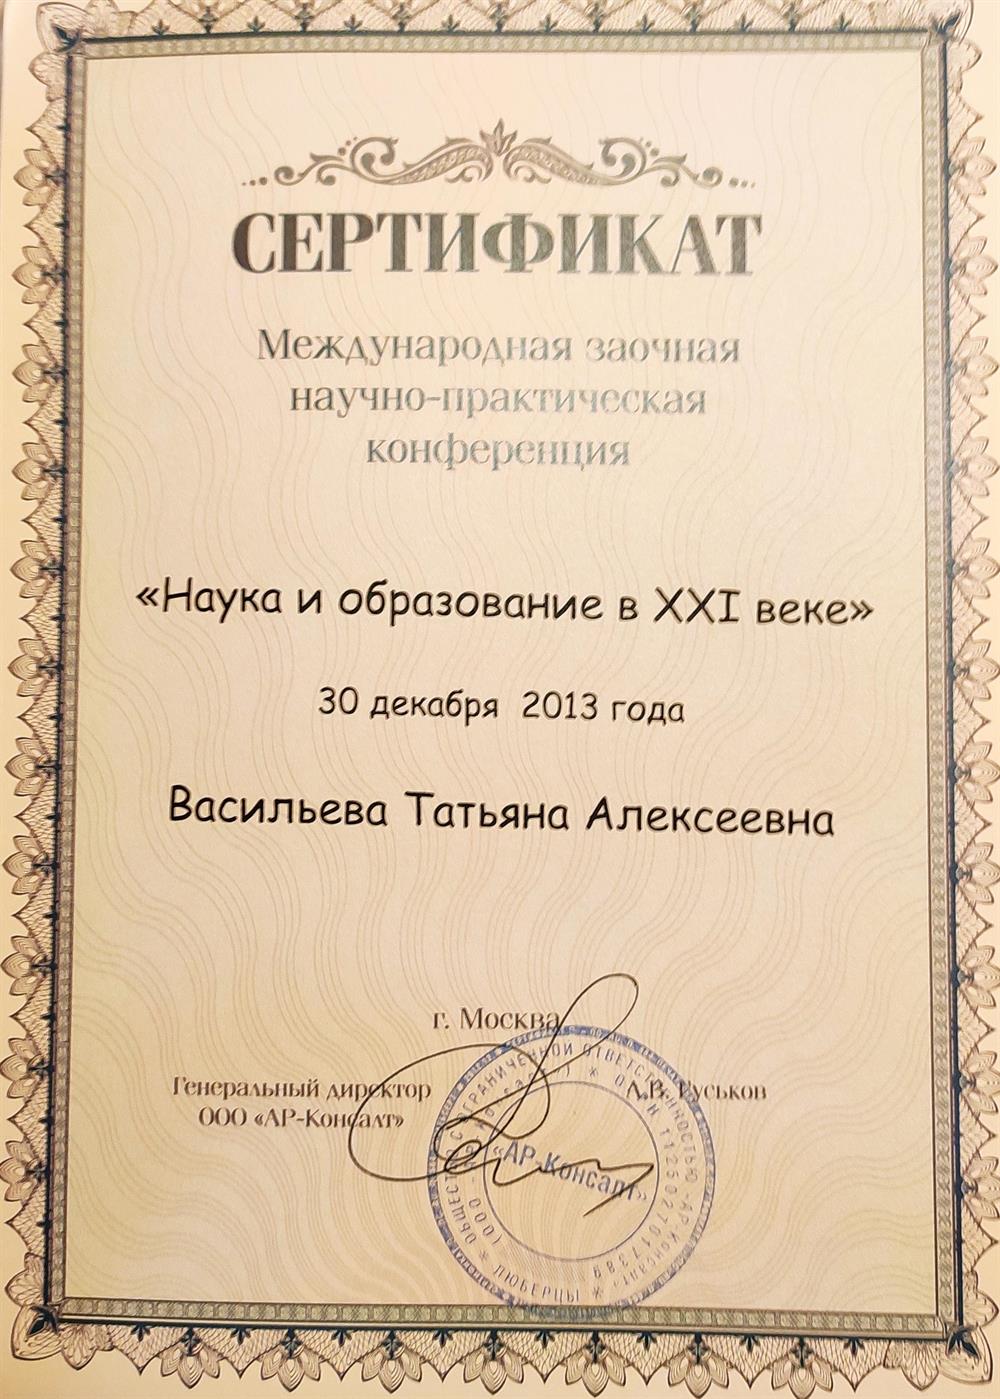 СЕРТИФИКАТ
Международная заочная
научно-практическая
конференция
«Наука и образование в XXI веке»
30 декабря 2013 года
Васильева Татьяна Алексеевна
г. Москва
Генеральный директор
ООО «АР-Консалт»
«АР-Консалт»
ЛЮБЕРЦЫ